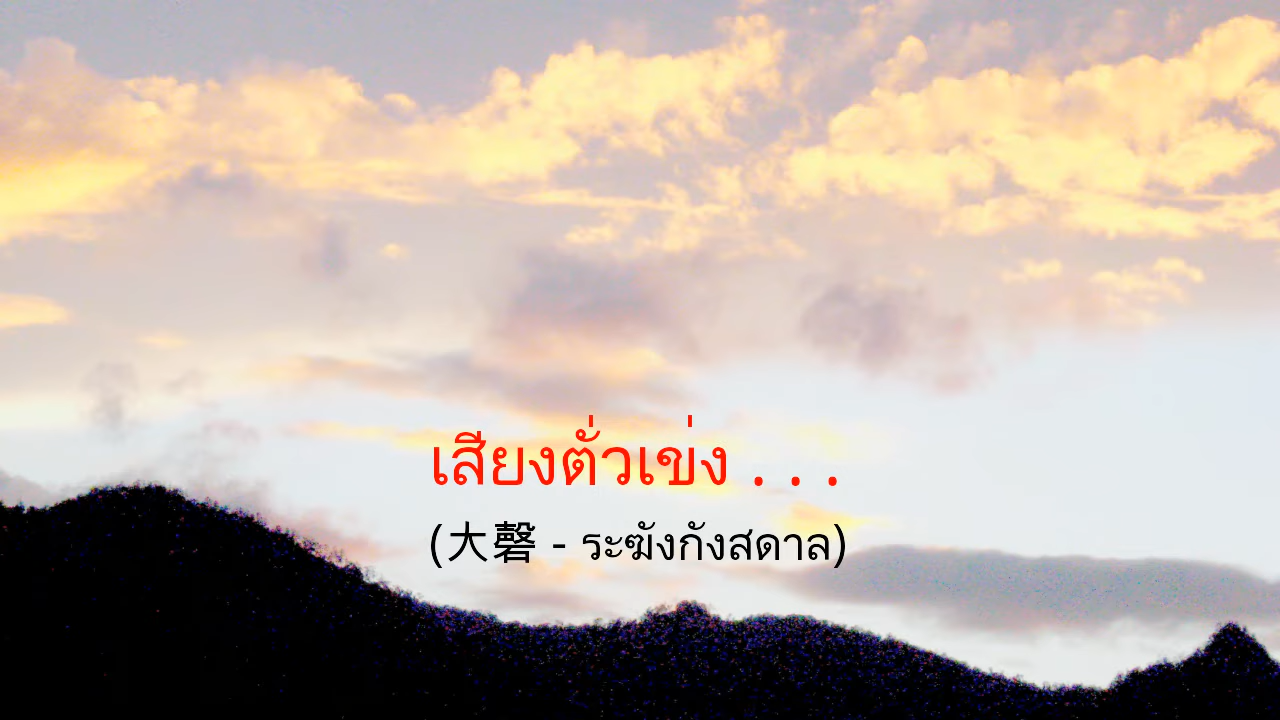 เสียงตั่วเข่ง . . .
(大磬 - ระฆังกังสดาล)